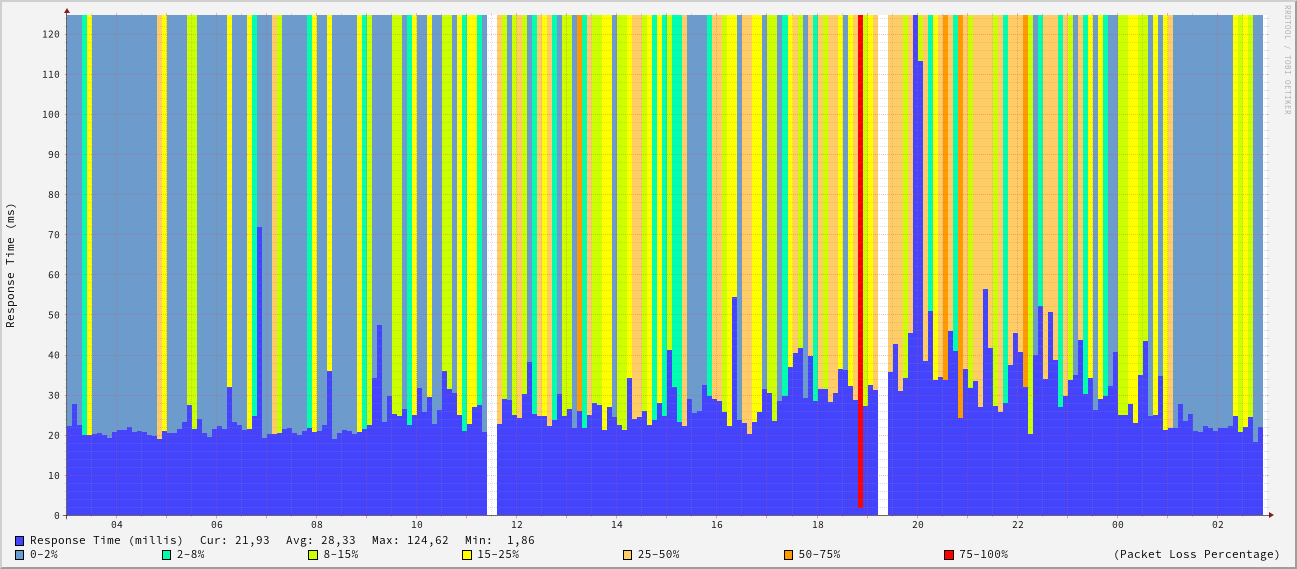 RRDTOOL / TOBI OETIKER
Response Time (ms)
120
110
100
90
80
70
60
50
40
30
20
10
0
04 06 08 10 12 14 16 18 20 22 00 02
Response Time (millis) Cur: 21,93 Avg: 28,33 Max: 124,62 Min: 1,86
0-2% 2-8% 8-15% 15-25% 25-50% 50-75% 75-100% (Packet Loss Percentage)